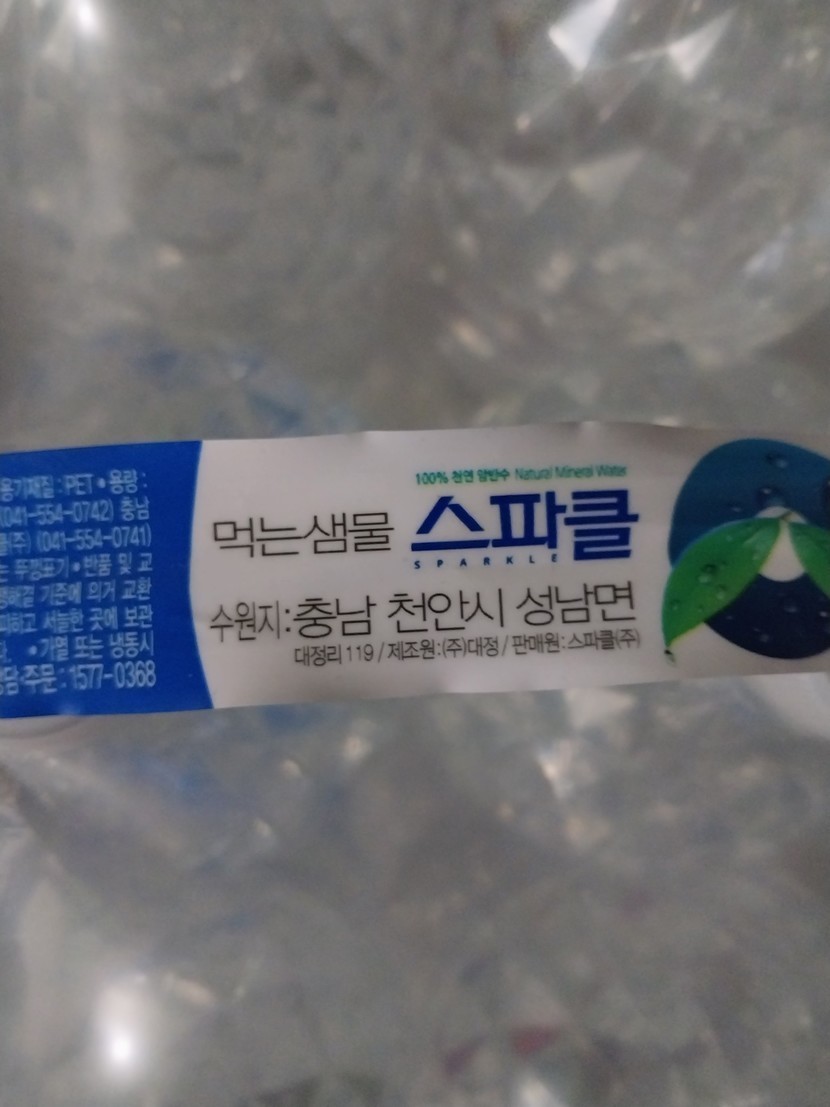 용기재질 : PET • 용량 :
(041-554-0742) 충남
(주) (041-554-0741)
뚜껑표기 • 반품 및 교
기준에 의거 교환
피하고 서늘한 곳에 보관
• 가열 또는 냉동시
주문 : 1577-0368
100% 천연 암반수 Natural Mineral Water
먹는샘물 스파클
SPARKLE
수원지 : 충남 천안시 성남면
대정리 119 / 제조원 : (주)대정 / 판매원 : 스파클(주)